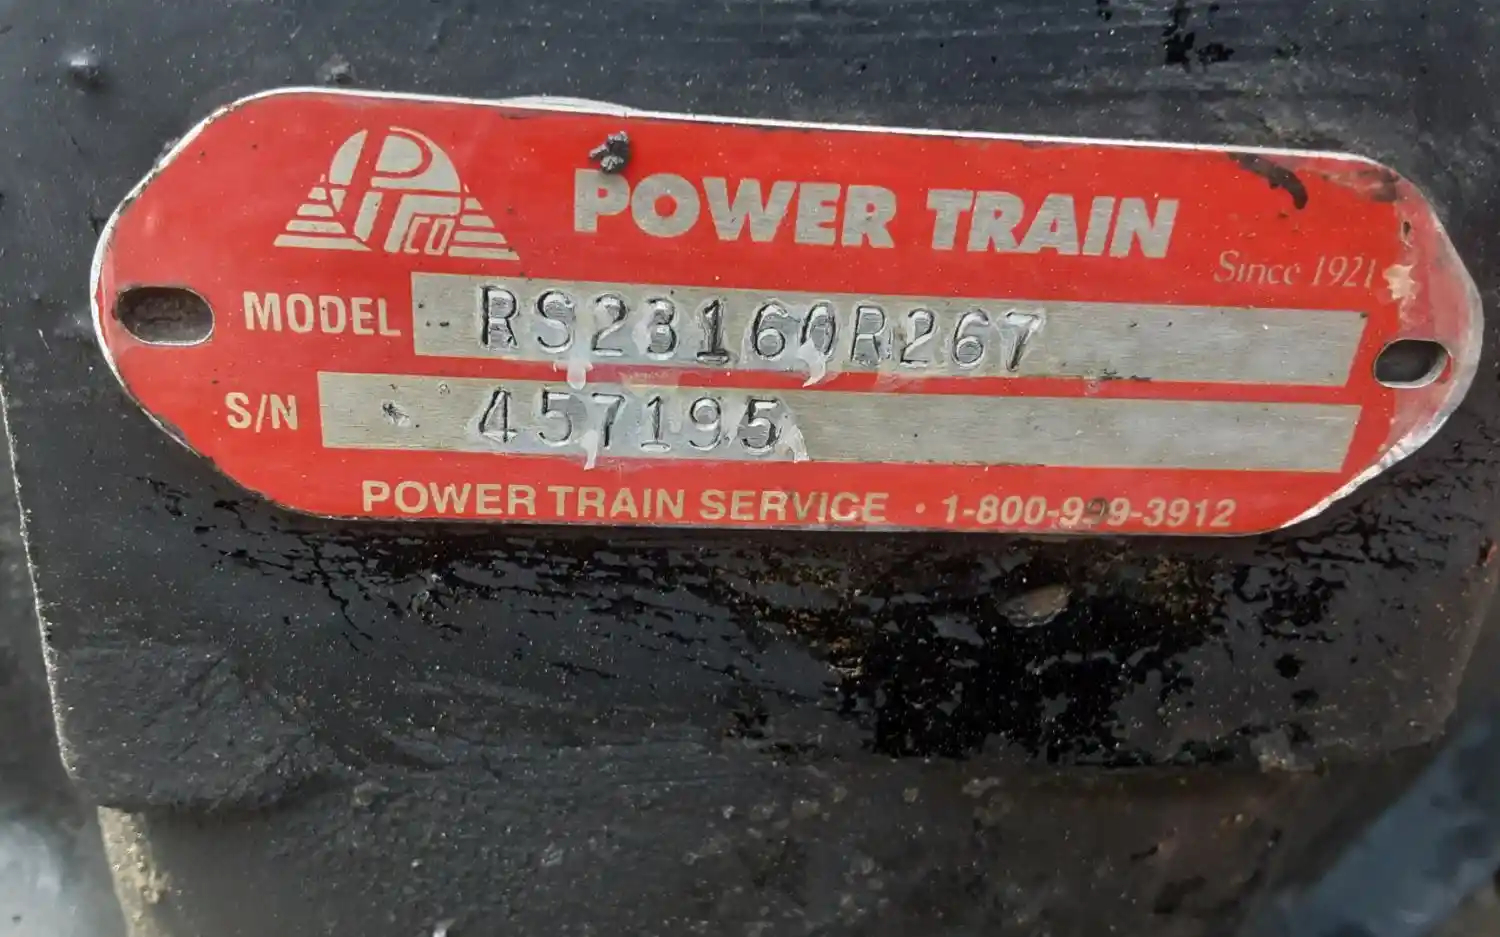 PTCO
POWER TRAIN
Since 1921
MODEL RS23160R267
S/N 457195
POWER TRAIN SERVICE · 1-800-999-3912